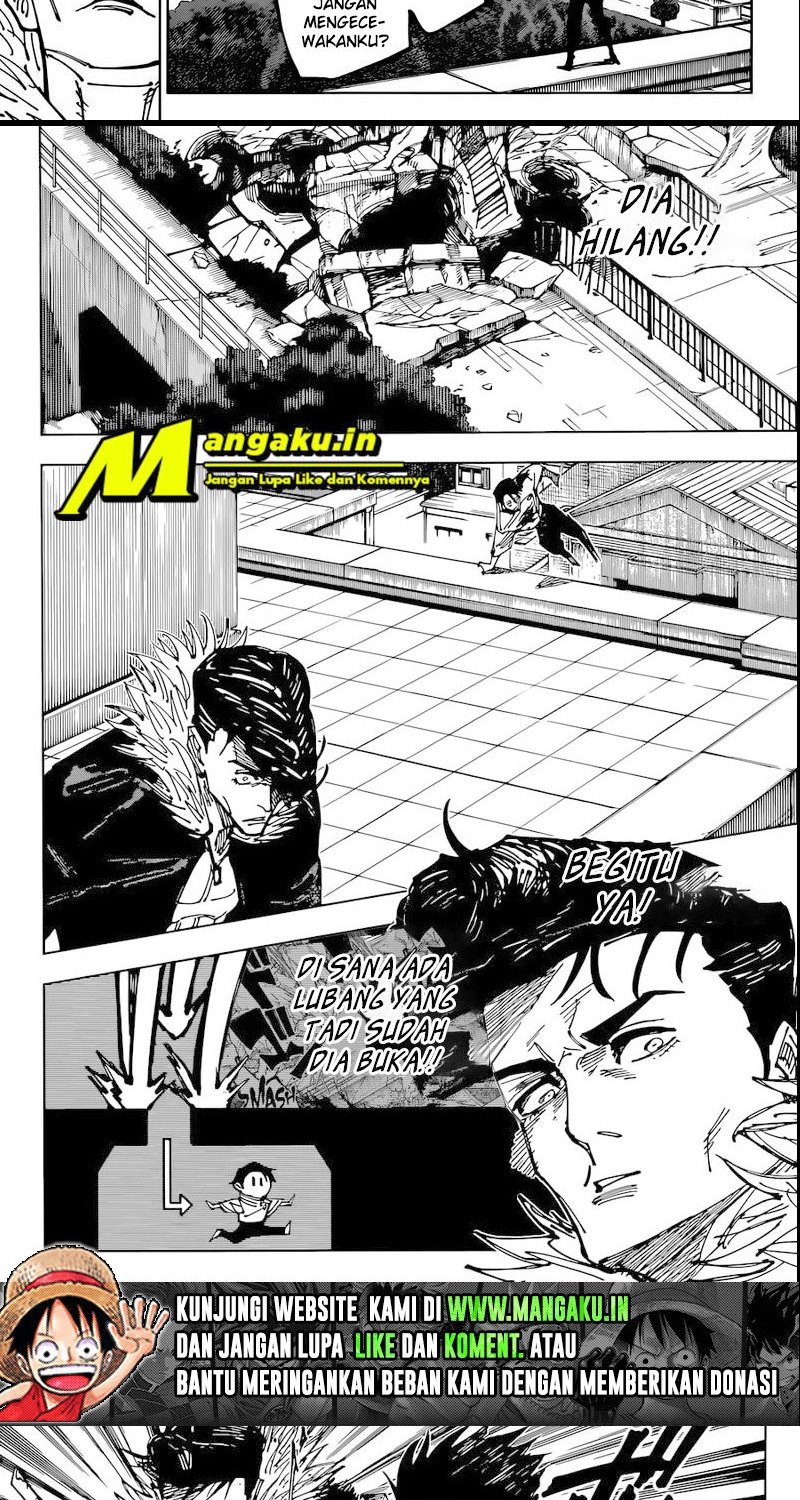 JANGAN
MENGECE-
WAKANKU?
DIA
HILANG!!
Mangaku.in
Jangan Lupa Like dan Komennya
BEGITU
YA!
DI SANA ADA
LUBANG YANG
TADI SUDAH
DIA BUKA!!
SMASH
KUNJUNGI WEBSITE KAMI DI WWW.MANGAKU.IN
DAN JANGAN LUPA LIKE DAN KOMENT. ATAU
BANTU MERINGANKAN BEBAN KAMI DENGAN MEMBERIKAN DONASI